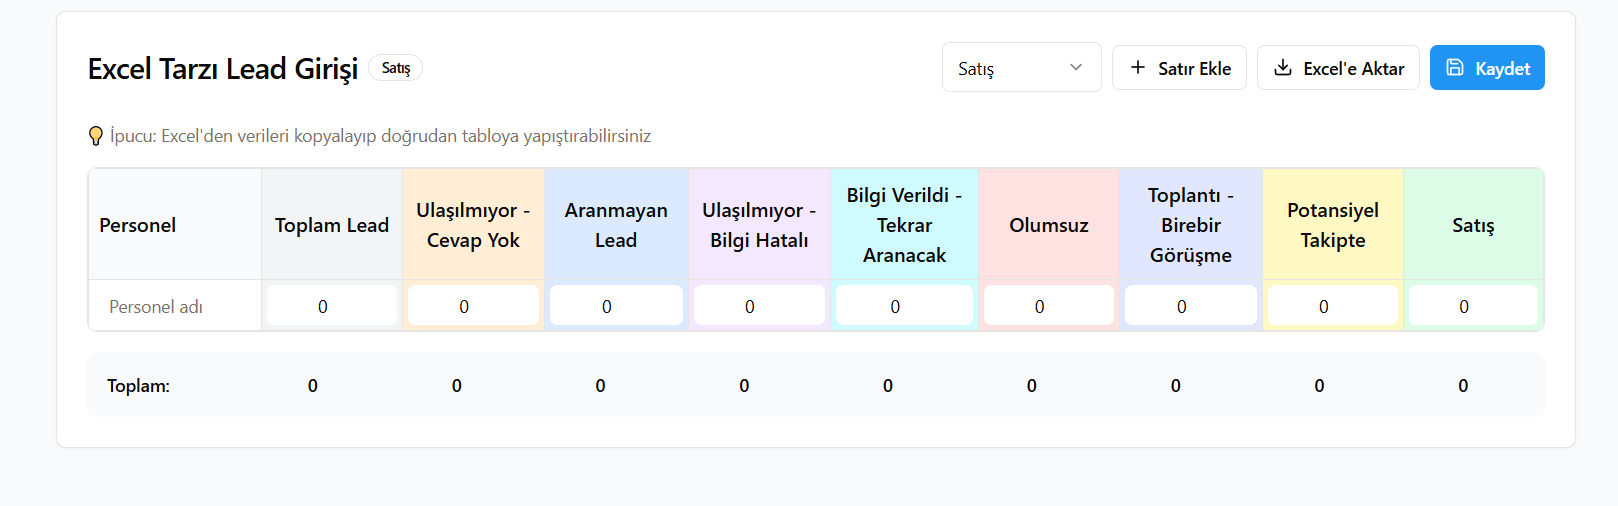 Excel Tarzı Lead Girişi Satış
Satış
Satır Ekle
Excel'e Aktar
Kaydet
İpucu: Excel'den verileri kopyalayıp doğrudan tabloya yapıştırabilirsiniz
Personel
Toplam Lead
Ulaşılmıyor -
Cevap Yok
Aranmayan
Lead
Ulaşılmıyor -
Bilgi Hatalı
Bilgi Verildi -
Tekrar
Aranacak
Olumsuz
Toplantı -
Birebir
Görüşme
Potansiyel
Takipte
Satış
Personel adı 0 0 0 0 0 0 0 0 0
Toplam: 0 0 0 0 0 0 0 0 0